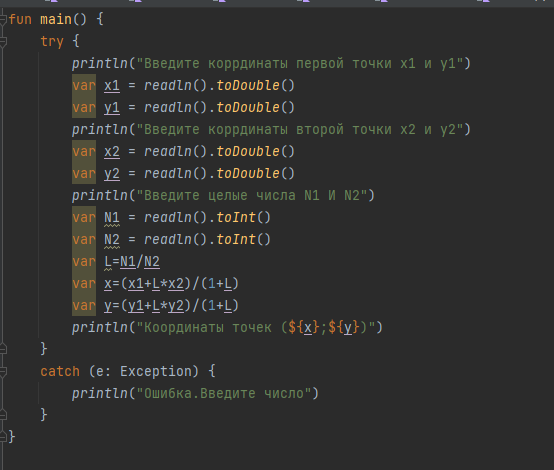 fun main() {
try {
println("Введите коррдинаты первой точки x1 и y1")
var x1 = readln().toDouble()
var y1 = readln().toDouble()
println("Введите коррдинаты второй точки x2 и y2")
var x2 = readln().toDouble()
var y2 = readln().toDouble()
println("Введите целые числа N1 И N2")
var N1 = readln().toInt()
var N2 = readln().toInt()
var L=N1/N2
var x=(x1+L*x2)/(1+L)
var y=(y1+L*y2)/(1+L)
println("Координаты точек (${x};${y})")
}
catch (e: Exception) {
println("Ошибка.Введите число")
}
}